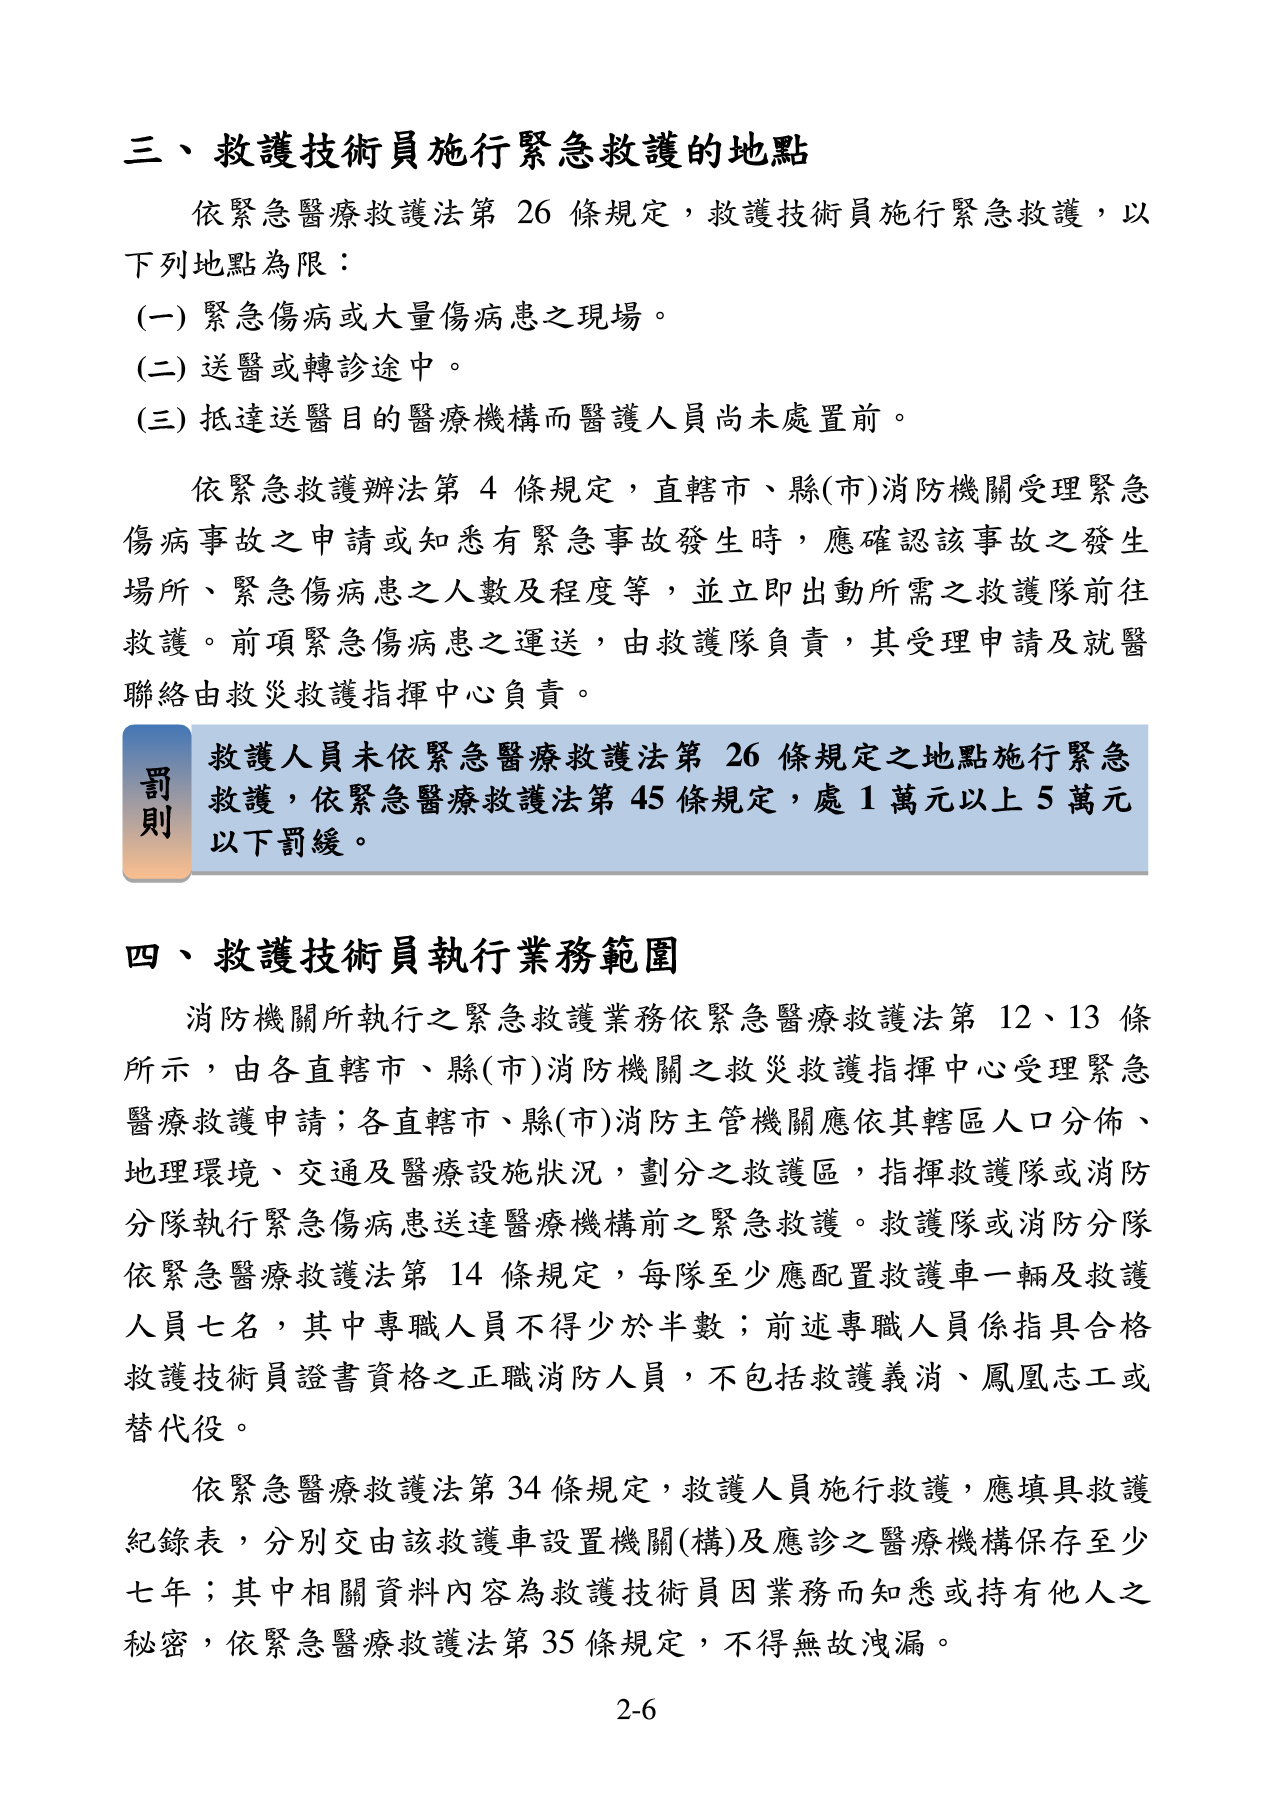 三、救護技術員施行緊急救護的地點
依緊急醫療救護法第 26 條規定，救護技術員施行緊急救護，以
下列地點為限：
(一) 緊急傷病或大量傷病患之現場。
(二) 送醫或轉診途中。
(三) 抵達送醫目的醫療機構而醫護人員尚未處置前。
依緊急救護辦法第 4 條規定，直轄市、縣(市)消防機關受理緊急
傷病事故之申請或知悉有緊急事故發生時，應確認該事故之發生
場所、緊急傷病患之人數及程度等，並立即出動所需之救護隊前往
救護。前項緊急傷病患之運送，由救護隊負責，其受理申請及就醫
聯絡由救災救護指揮中心負責。
罰則
救護人員未依緊急醫療救護法第 26 條規定之地點施行緊急
救護，依緊急醫療救護法第 45 條規定，處 1 萬元以上 5 萬元
以下罰緩。
四、救護技術員執行業務範圍
消防機關所執行之緊急救護業務依緊急醫療救護法第 12、13 條
所示，由各直轄市、縣(市)消防機關之救災救護指揮中心受理緊急
醫療救護申請；各直轄市、縣(市)消防主管機關應依其轄區人口分佈、
地理環境、交通及醫療設施狀況，劃分之救護區，指揮救護隊或消防
分隊執行緊急傷病患送達醫療機構前之緊急救護。救護隊或消防分隊
依緊急醫療救護法第 14 條規定，每隊至少應配置救護車一輛及救護
人員七名，其中專職人員不得少於半數；前述專職人員係指具合格
救護技術員證書資格之正職消防人員，不包括救護義消、鳳凰志工或
替代役。
依緊急醫療救護法第 34 條規定，救護人員施行救護，應填具救護
紀錄表，分別交由該救護車設置機關(構)及應診之醫療機構保存至少
七年；其中相關資料內容為救護技術員因業務而知悉或持有他人之
秘密，依緊急醫療救護法第 35 條規定，不得無故洩漏。
2-6